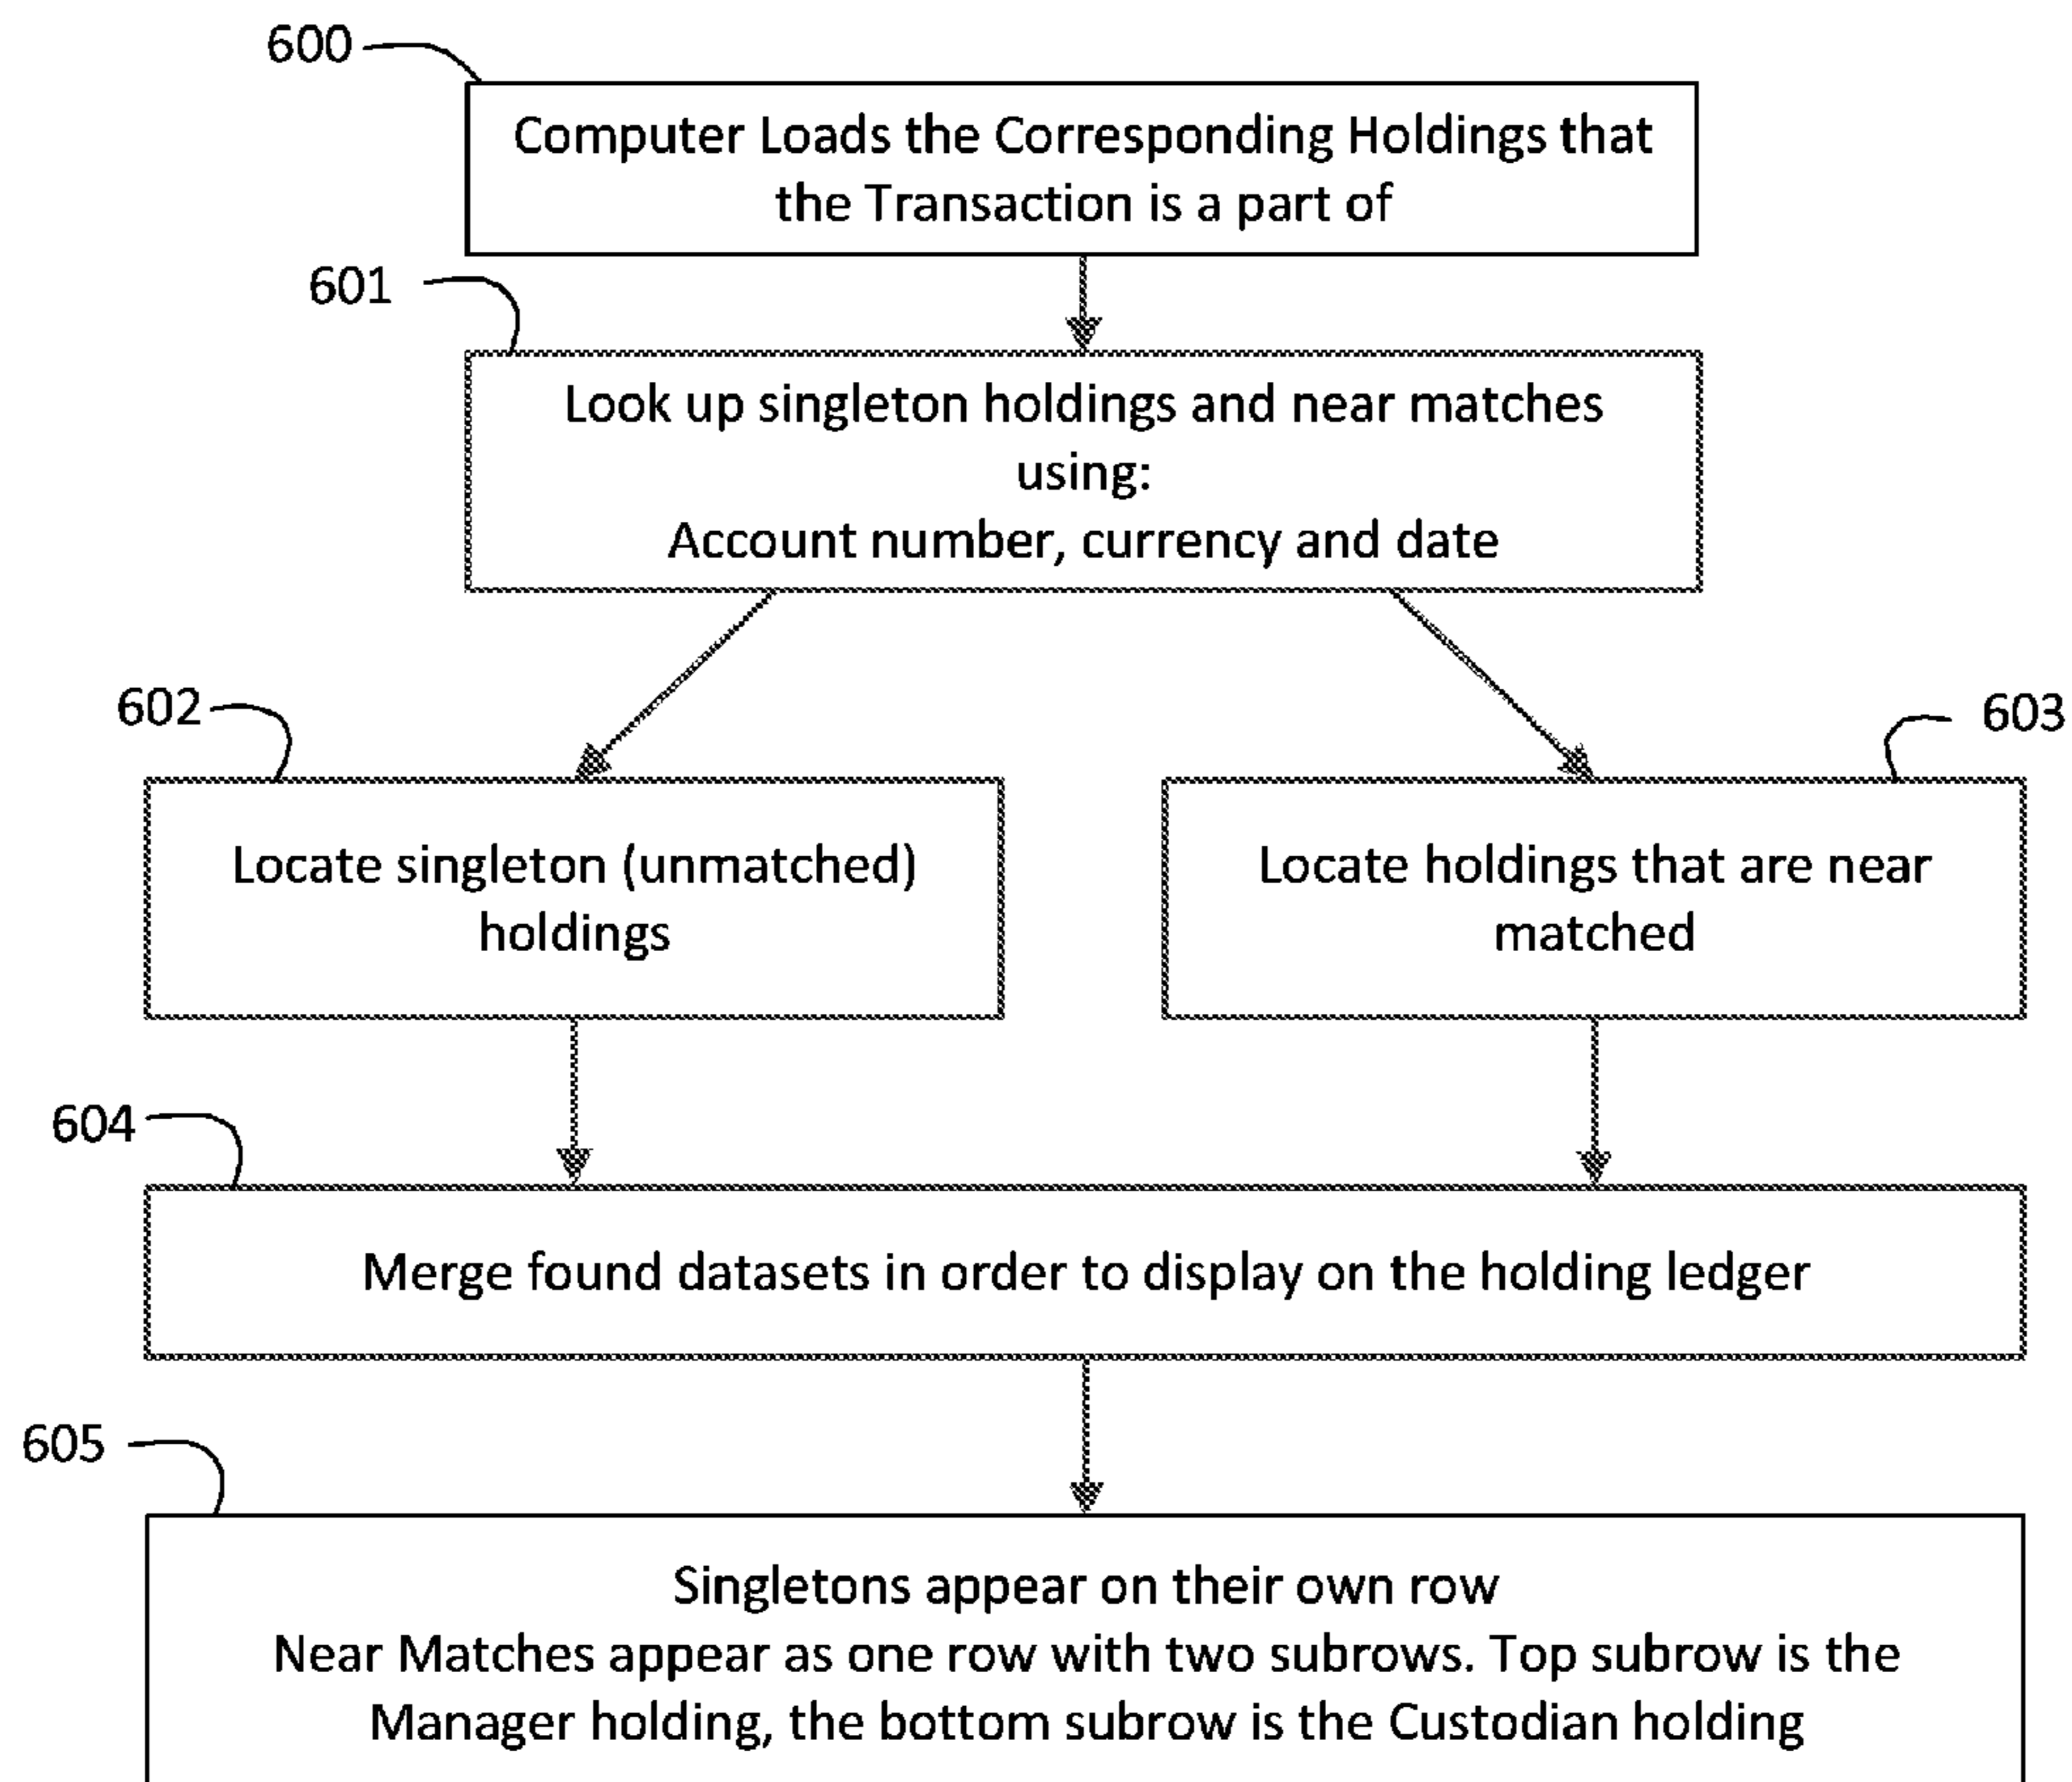 600
Computer Loads the Corresponding Holdings that
the Transaction is a part of
601
Look up singleton holdings and near matches
using:
Account number, currency and date
602
603
Locate singleton (unmatched)
holdings
Locate holdings that are near
matched
604
Merge found datasets in order to display on the holding ledger
605
Singletons appear on their own row
Near Matches appear as one row with two subrows. Top subrow is the
Manager holding, the bottom subrow is the Custodian holding